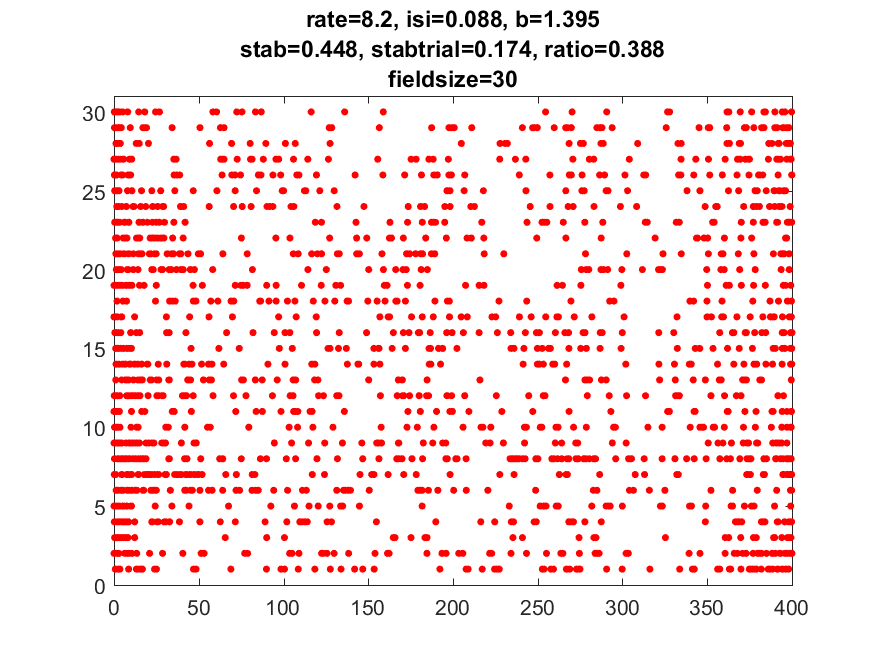 rate=8.2, isi=0.088, b=1.395
stab=0.448, stabtrial=0.174, ratio=0.388
fieldsize=30
30
25
20
15
10
5
0
0 50 100 150 200 250 300 350 400